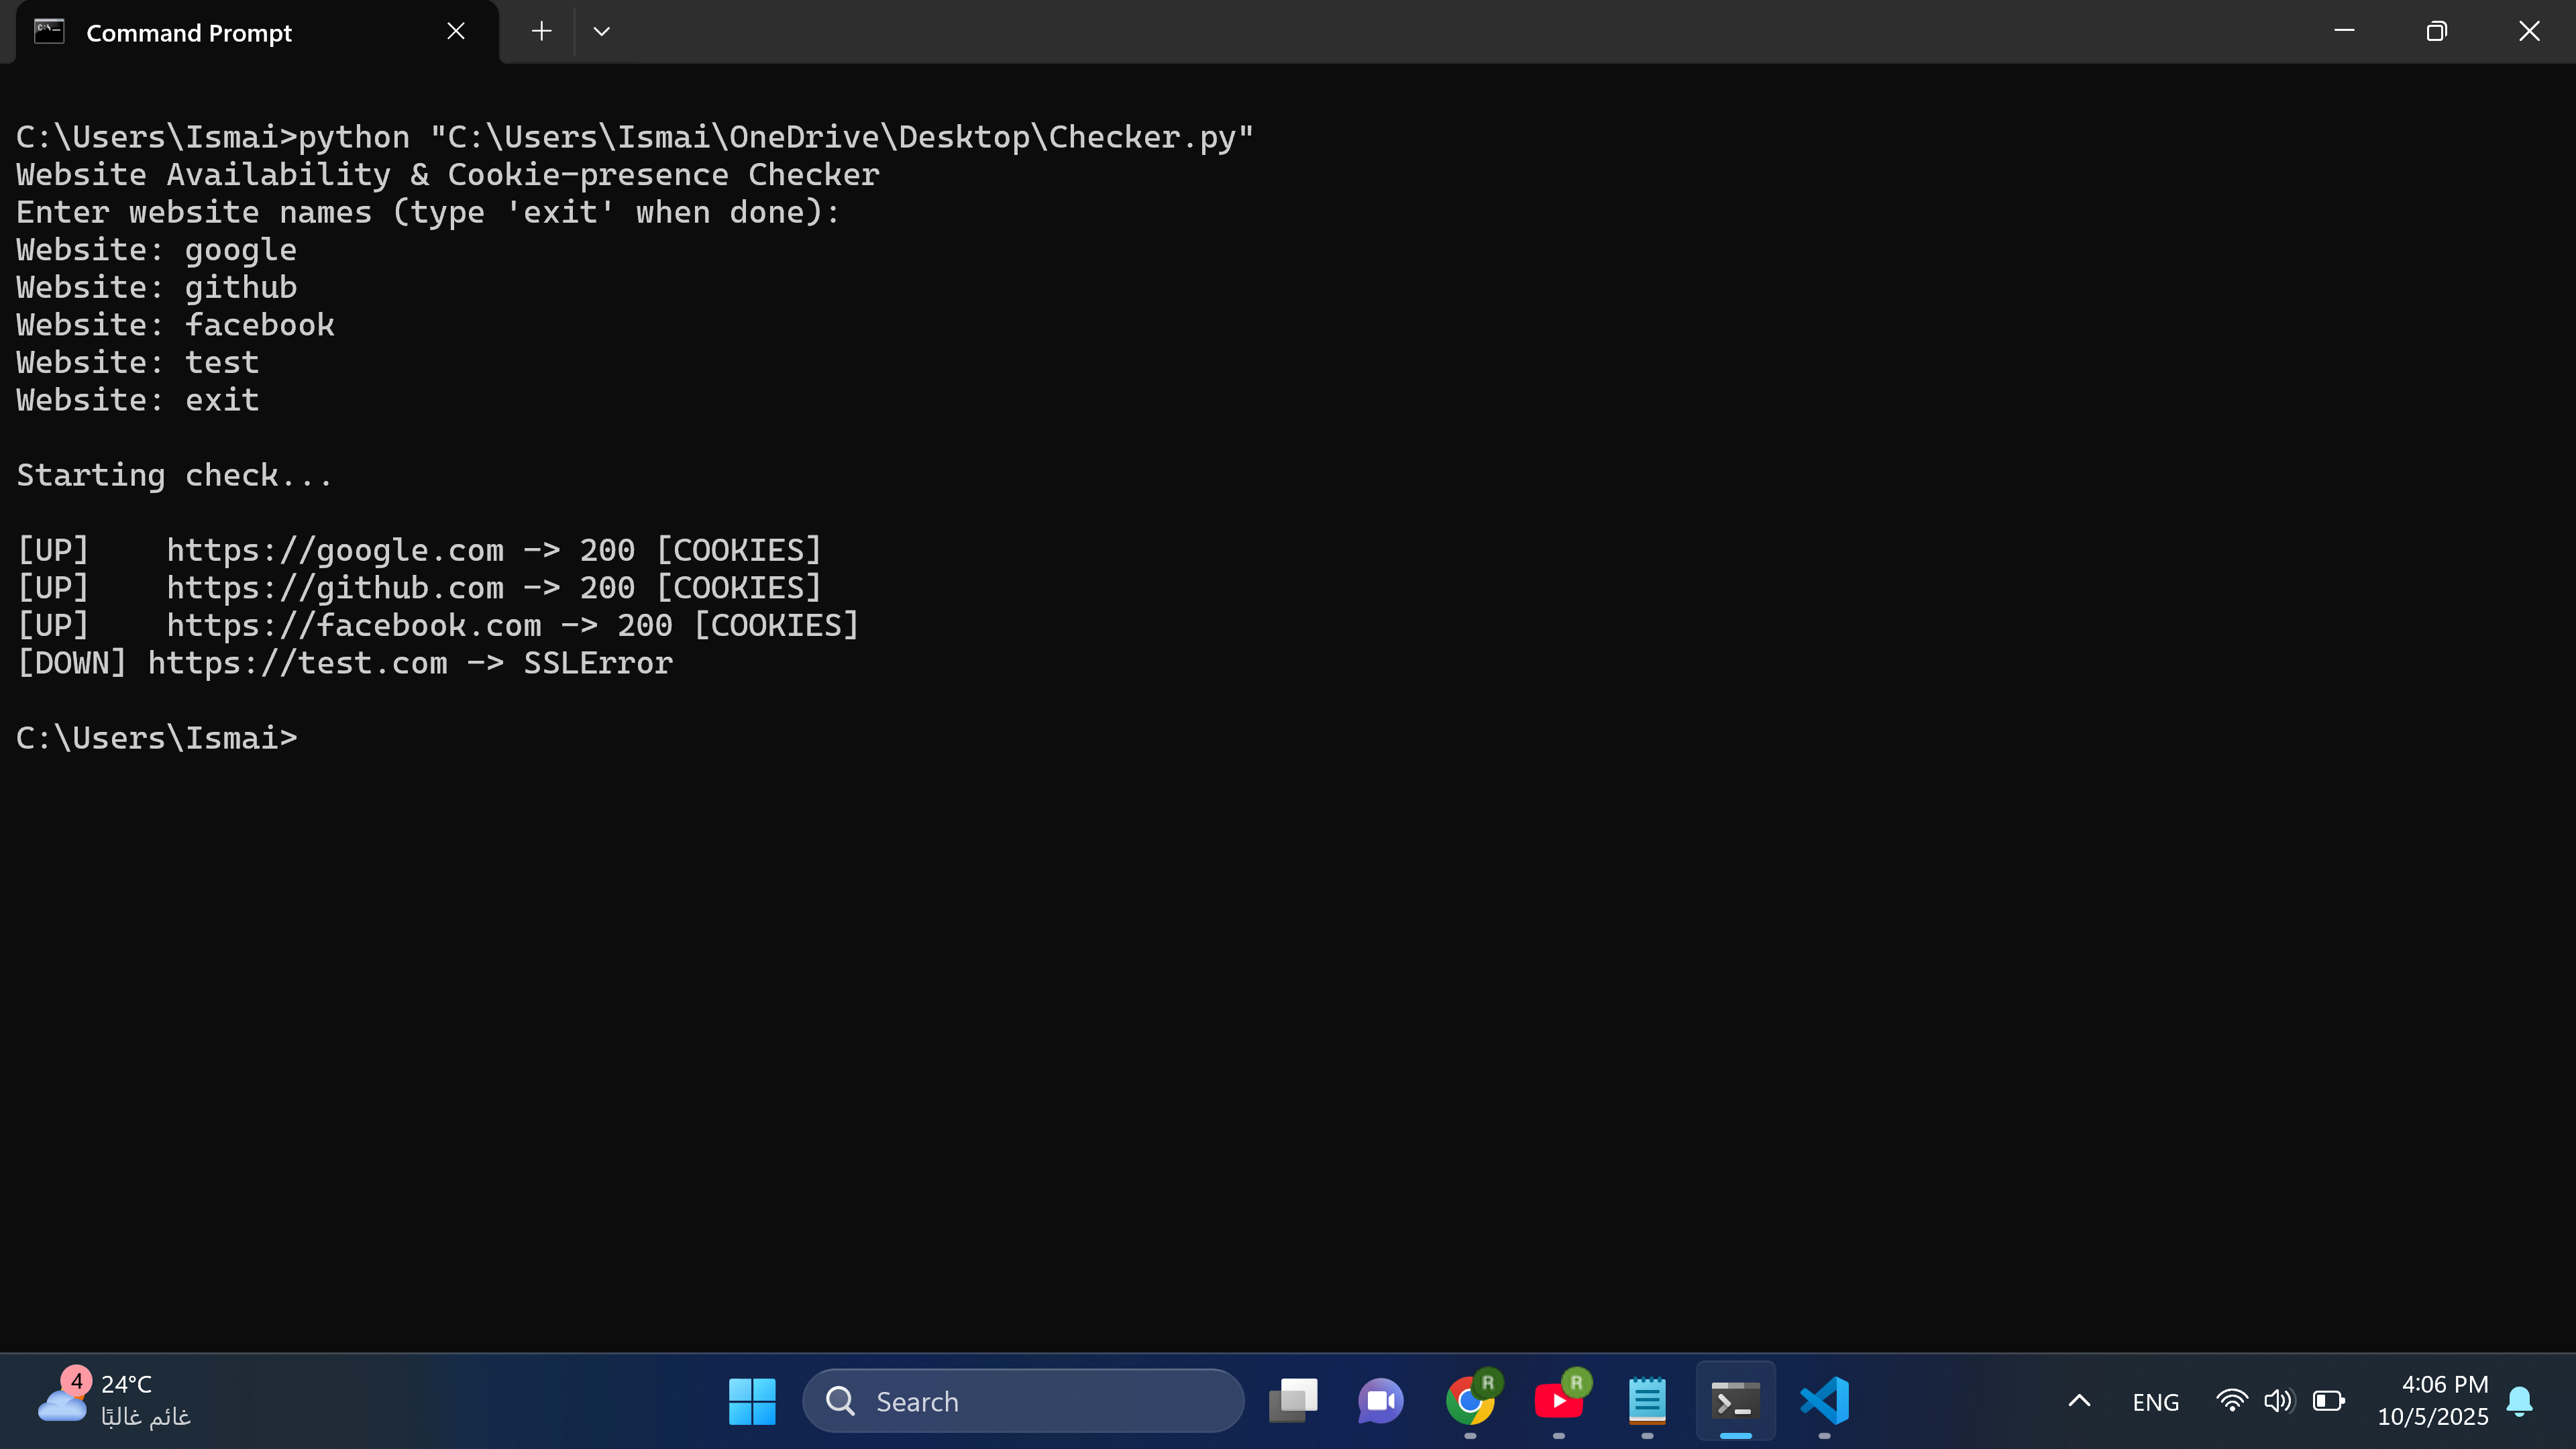 Command Prompt
C:\Users\Ismai>python "C:\Users\Ismai\OneDrive\Desktop\Checker.py"
Website Availability & Cookie-presence Checker
Enter website names (type 'exit' when done):
Website: google
Website: github
Website: facebook
Website: test
Website: exit
Starting check...
[UP]    https://google.com -> 200 [COOKIES]
[UP]    https://github.com -> 200 [COOKIES]
[UP]    https://facebook.com -> 200 [COOKIES]
[DOWN] https://test.com -> SSLError
C:\Users\Ismai>
4
24°C
غائم غالبًا
Search
R
R
ENG
4:06 PM
10/5/2025